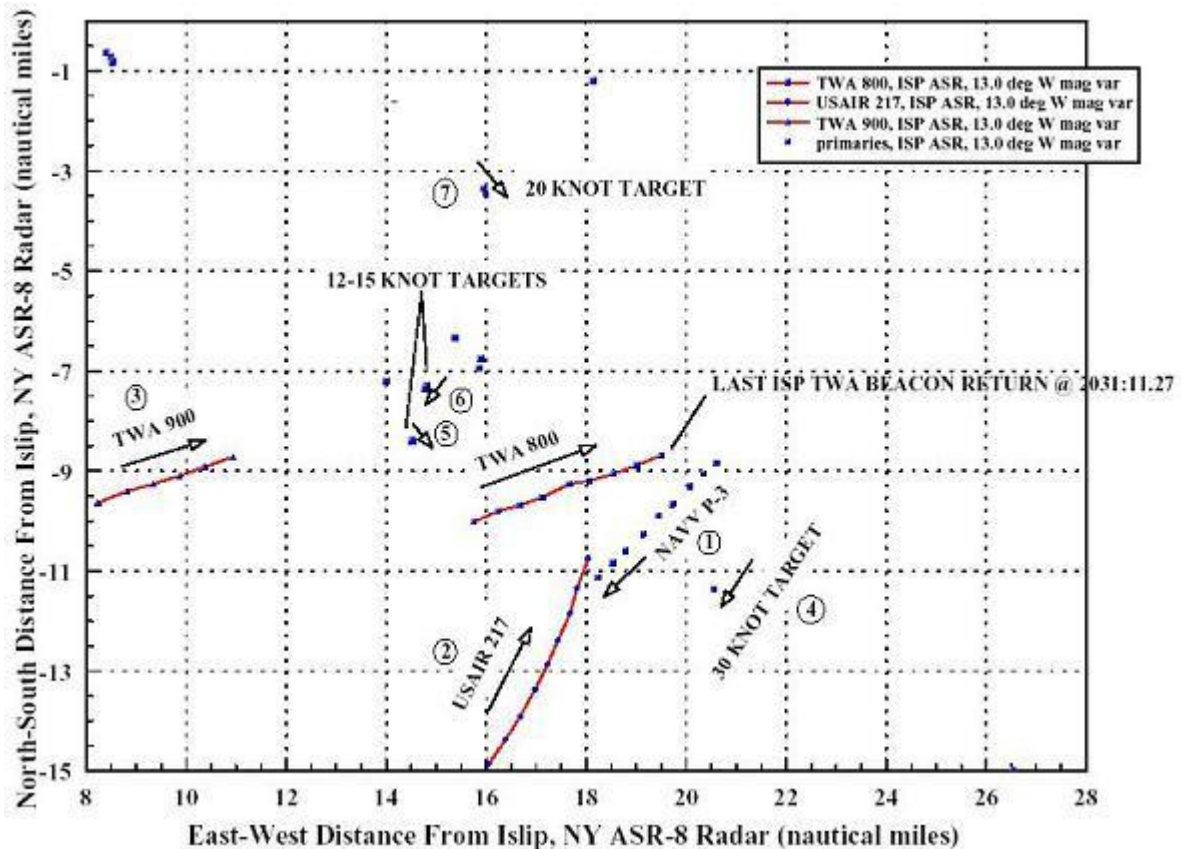 North-South Distance From Islip, NY ASR-8 Radar (nautical miles)
-1
-3
-5
-7
-9
-11
-13
-15
TWA 800, ISP ASR, 13.0 deg W mag var
USAIR 217, ISP ASR, 13.0 deg W mag var
TWA 900, ISP ASR, 13.0 deg W mag var
primaries, ISP ASR, 13.0 deg W mag var
7
20 KNOT TARGET
12-15 KNOT TARGETS
LAST ISP TWA BEACON RETURN @ 2031:11.27
3
TWA 900
6
5
TWA 800
NAVY P-3
1
30 KNOT TARGET
4
2
USAIR 217
8 10 12 14 16 18 20 22 24 26 28
East-West Distance From Islip, NY ASR-8 Radar (nautical miles)